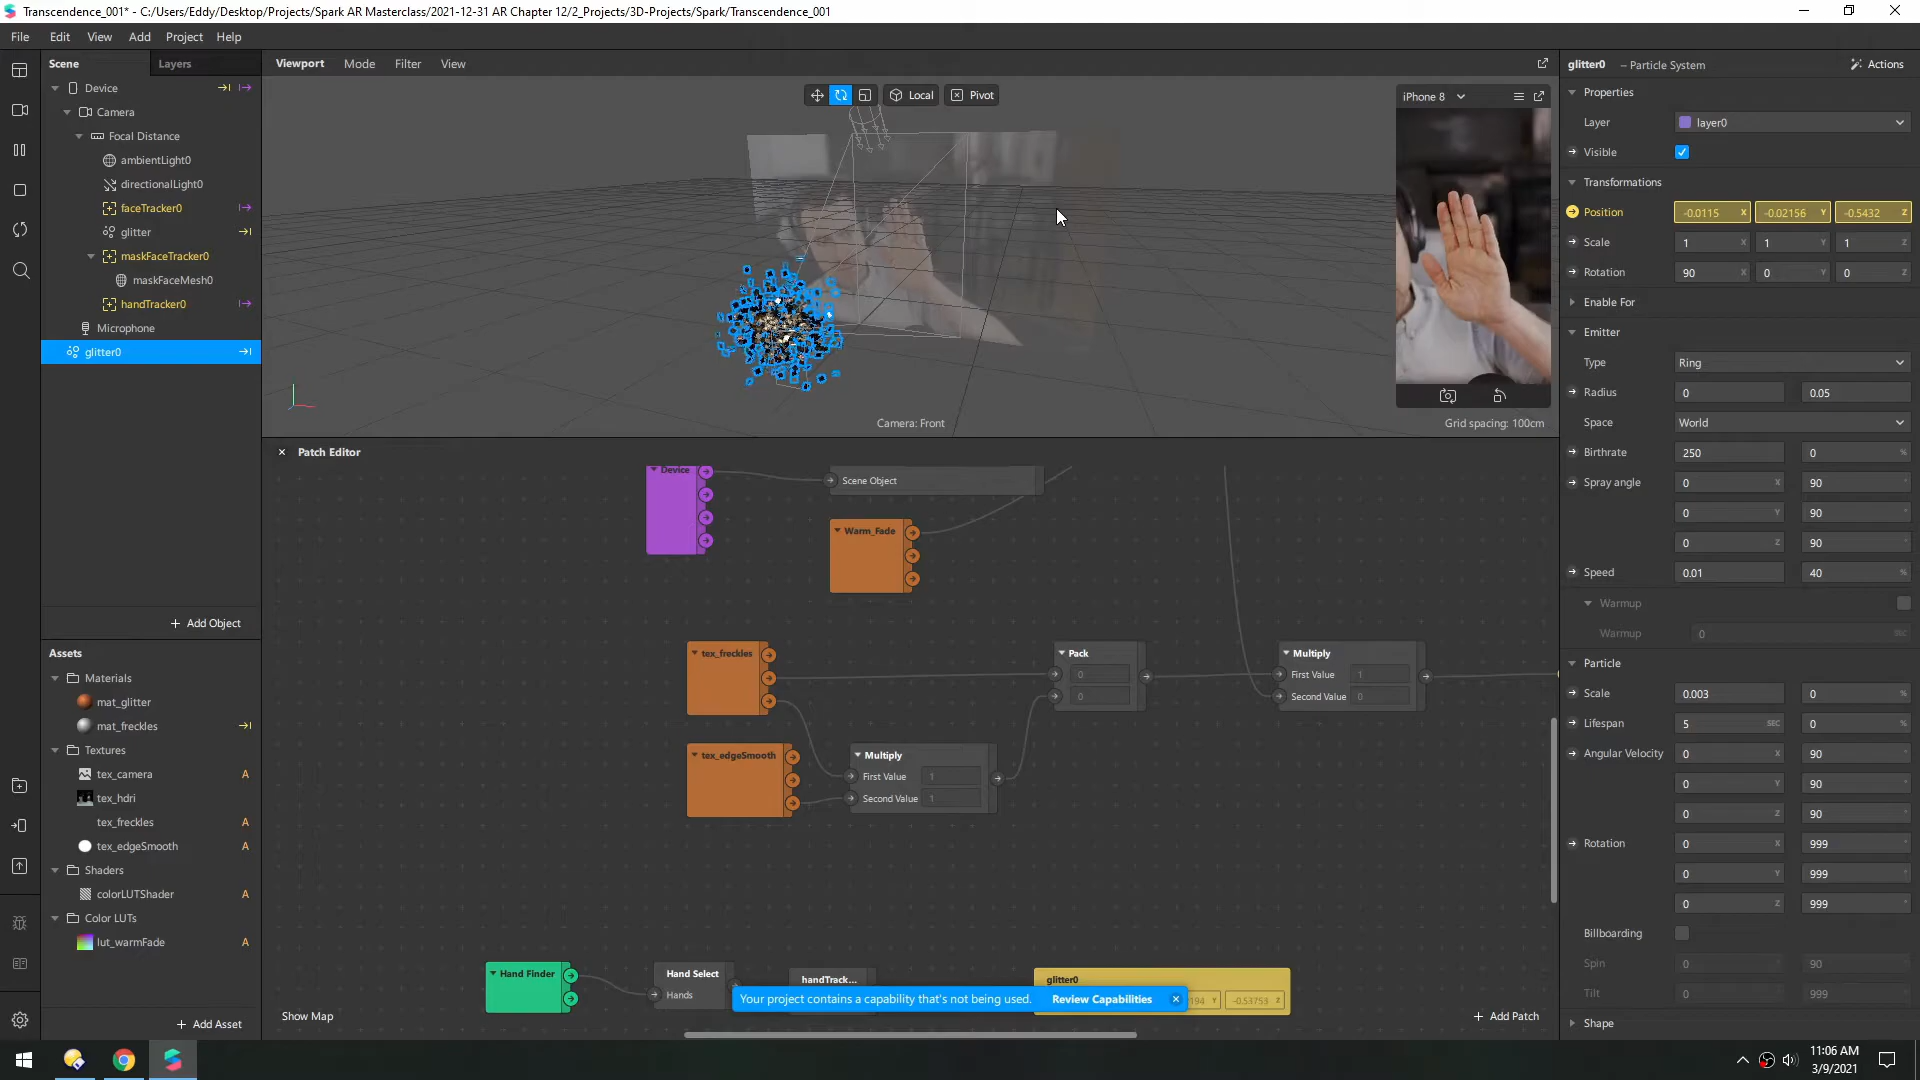 Transcendence_001* - C:/Users/Eddy/Desktop/Projects/Spark AR Masterclass/2021-12-31 AR Chapter 12/2_Projects/3D-Projects/Spark/Transcendence_001
File Edit View Add Project Help
Scene Layers
Device
Camera
Focal Distance
ambientLight0
directionalLight0
faceTracker0
glitter
maskFaceTracker0
maskFaceMesh0
handTracker0
Microphone
glitter0
+ Add Object
Assets
Materials
mat_glitter
mat_freckles
Textures
tex_camera A
tex_hdri
tex_freckles A
tex_edgeSmooth A
Shaders
colorLUTShader A
Color LUTs
lut_warmFade A
+ Add Asset
Viewport Mode Filter View
Local Pivot
iPhone 8
Camera: Front
Grid spacing: 100cm
Patch Editor
Device
Scene Object
Warm_Fade
tex_freckles
Pack
0
0
Multiply
First Value 1
Second Value 0
tex_edgeSmooth
Multiply
First Value 1
Second Value 1
Hand Finder
Hand Select
Hands
handTrack...
glitter0
194 Y -0.53753 Z
Your project contains a capability that's not being used. Review Capabilities
Show Map
+ Add Patch
glitter0 – Particle System Actions
Properties
Layer layer0
Visible
Transformations
Position -0.0115 X -0.02156 Y -0.5432 Z
Scale 1 X 1 Y 1 Z
Rotation 90 X 0 Y 0 Z
Enable For
Emitter
Type Ring
Radius 0 0.05
Space World
Birthrate 250 0 %
Spray angle 0 X 90 °
0 Y 90 °
0 Z 90 °
Speed 0.01 40 %
Warmup
Warmup 0 SEC
Particle
Scale 0.003 0 %
Lifespan 5 SEC 0 %
Angular Velocity 0 X 90 °
0 Y 90 °
0 Z 90 °
Rotation 0 X 999 °
0 Y 999 °
0 Z 999 °
Billboarding
Spin 0 90 °
Tilt 0 999 °
Shape
11:06 AM
3/9/2021